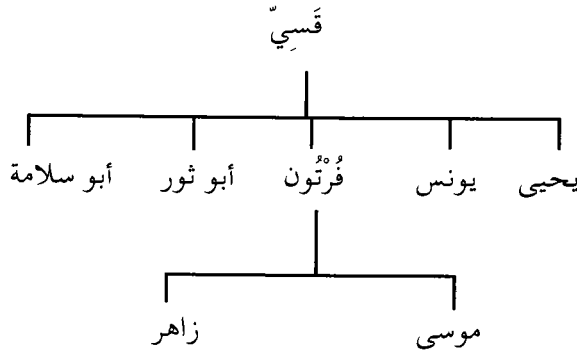 قَسِيّ
يحيى يونس فُرْتُون أبو ثور أبو سلامة
موسى زاهر